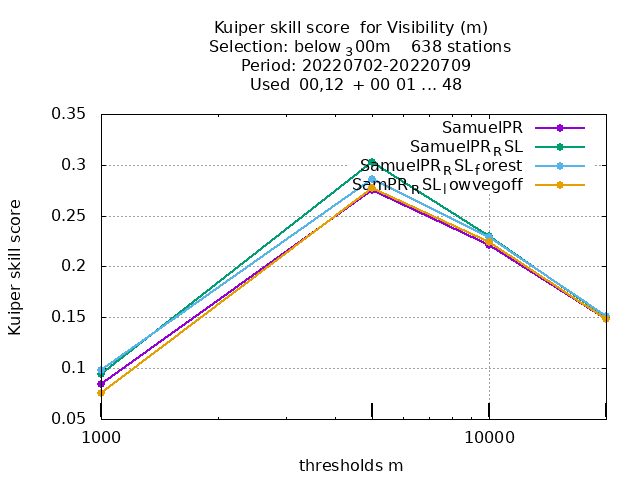 Kuiper skill score  for Visibility (m)
Selection: below ₃00m    638 stations
Period: 20220702-20220709
Used  00,12  + 00 01 ... 48
SamuelPR
SamuelPR_RSL
SamuelPR_RSL_forest
SamPR_RSL_lowvegoff
Kuiper skill score
0.35
0.3
0.25
0.2
0.15
0.1
0.05
1000
10000
thresholds m